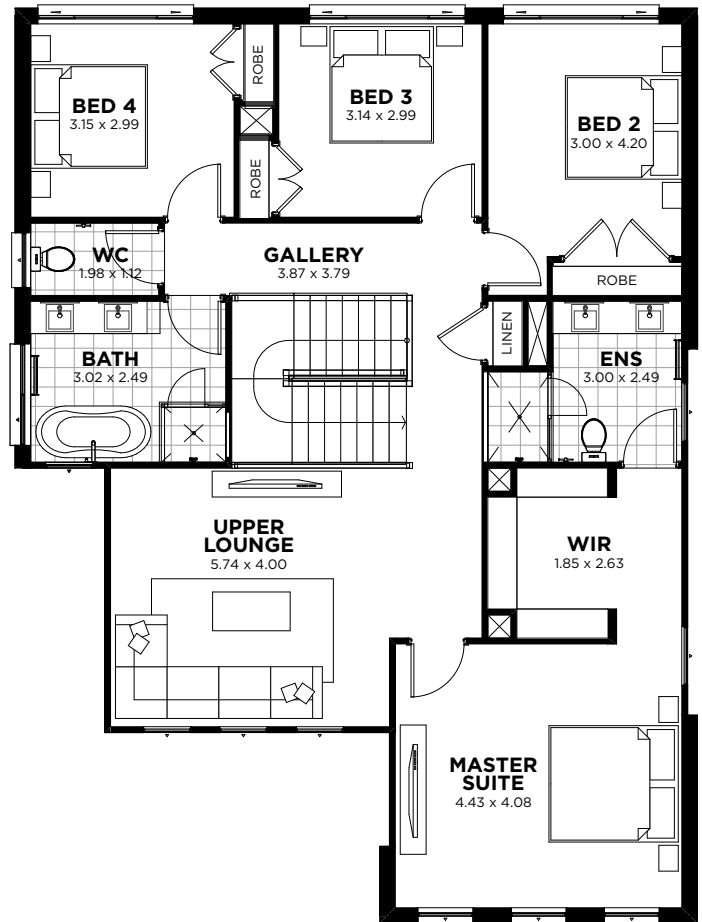 BED 4
3.15 x 2.99
ROBE
BED 3
3.14 x 2.99
BED 2
3.00 x 4.20
ROBE
WC
1.98 x 1.12
GALLERY
3.87 x 3.79
ROBE
BATH
3.02 x 2.49
LINEN
ENS
3.00 x 2.49
UPPER
LOUNGE
5.74 x 4.00
WIR
1.85 x 2.63
MASTER
SUITE
4.43 x 4.08